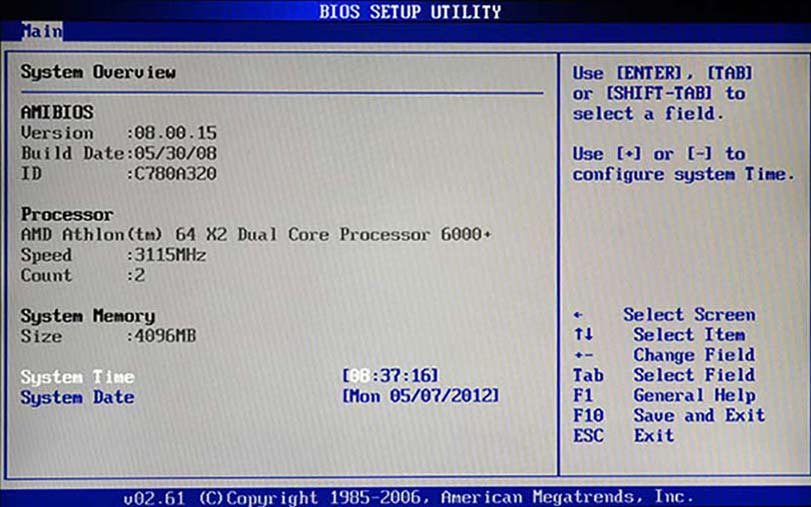 BIOS SETUP UTILITY
Main
System Overview
AMIBIOS
Version :08.00.15
Build Date:05/30/08
ID :C780A320
Processor
AMD Athlon(tm) 64 X2 Dual Core Processor 6000+
Speed :3115MHz
Count :2
System Memory
Size :4096MB
System Time [08:37:16]
System Date [Mon 05/07/2012]
Use [ENTER], [TAB]
or [SHIFT-TAB] to
select a field.
Use [+] or [-] to
configure system Time.
← Select Screen
↑↓ Select Item
+- Change Field
Tab Select Field
F1 General Help
F10 Save and Exit
ESC Exit
v02.61 (C)Copyright 1985-2006, American Megatrends, Inc.